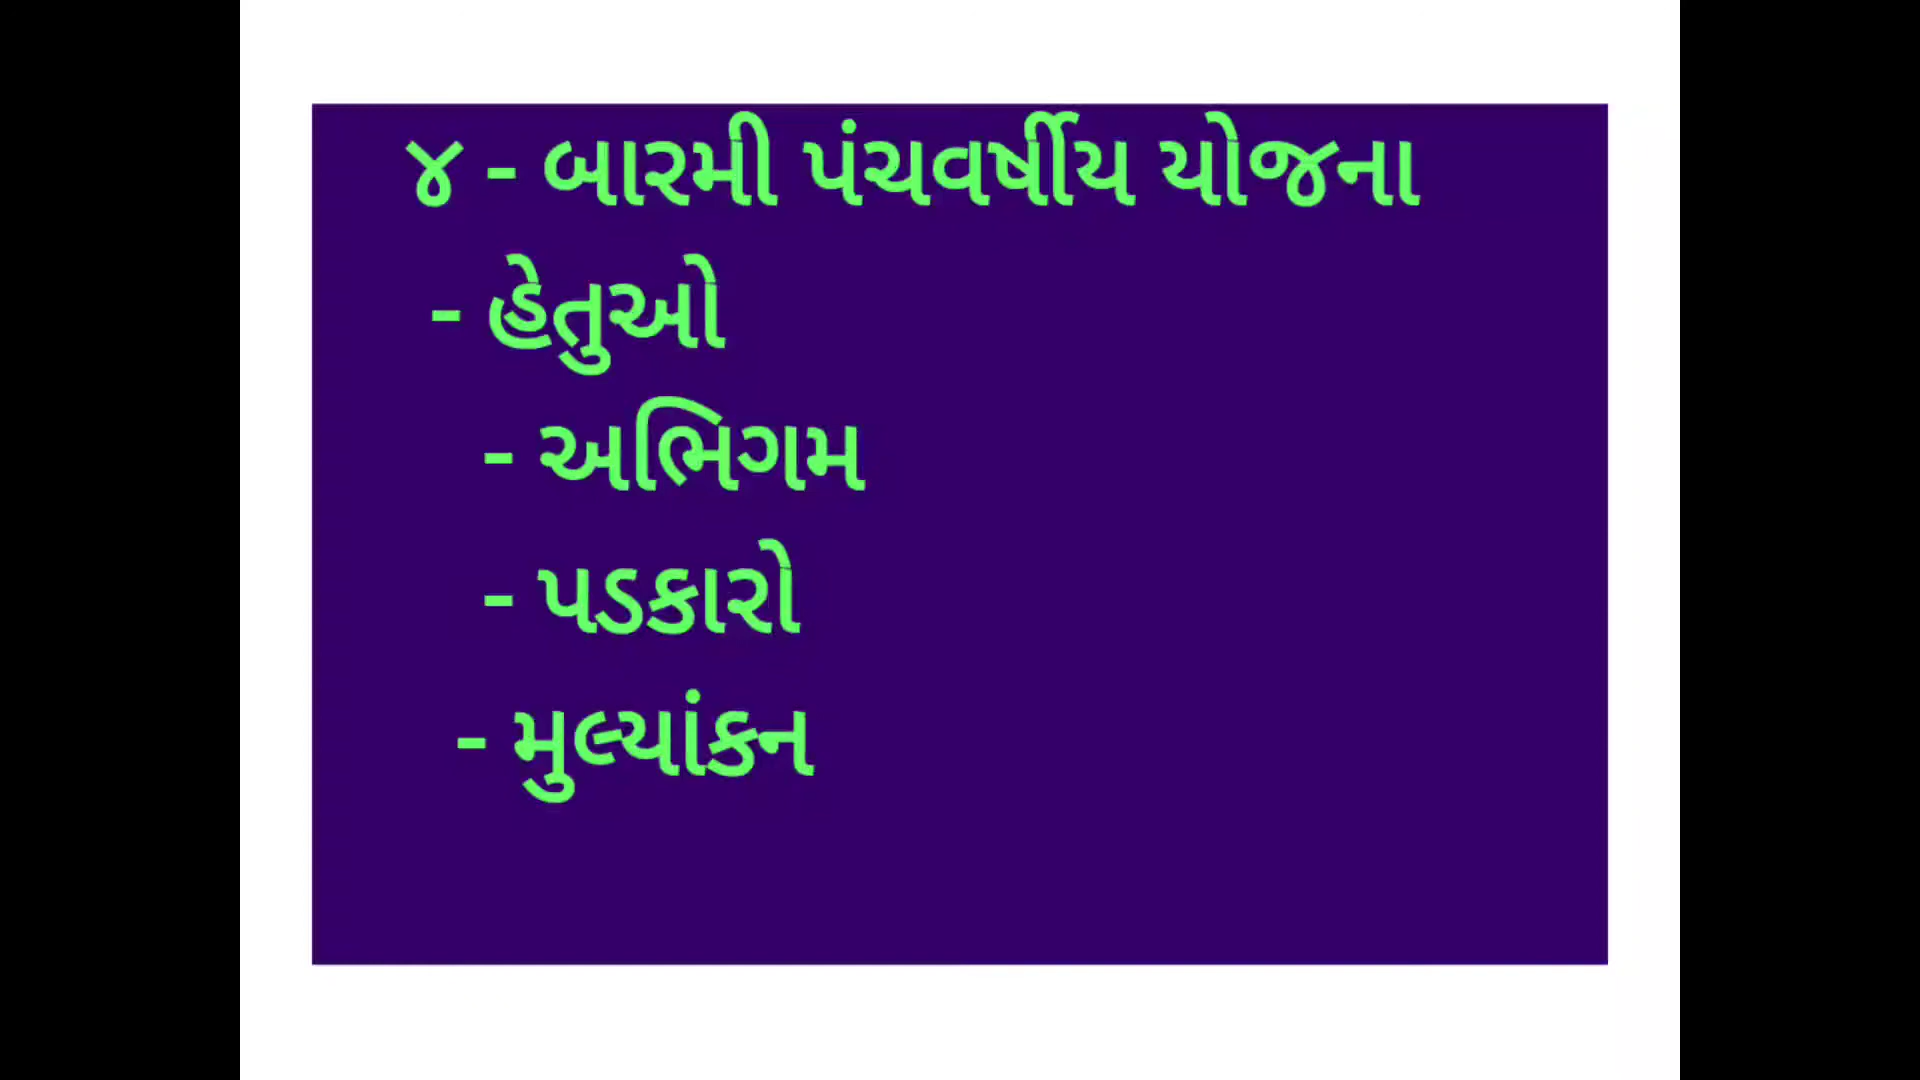 ૪ - બારમી પંચવર્ષીય યોજના
- હેતુઓ
- અભિગમ
- પડકારો
- મુલ્યાંકન